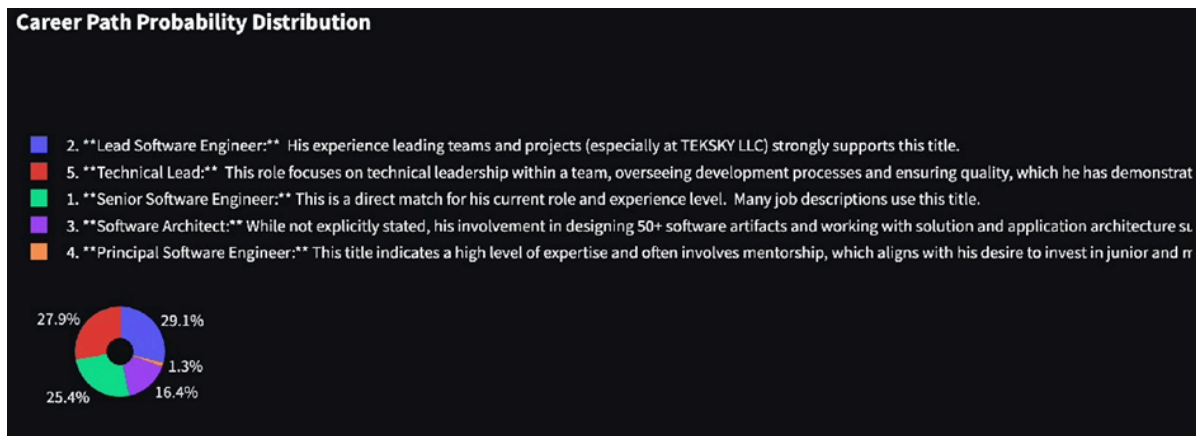 Career Path Probability Distribution
2. **Lead Software Engineer:** His experience leading teams and projects (especially at TEKSKY LLC) strongly supports this title.
5. **Technical Lead:** This role focuses on technical leadership within a team, overseeing development processes and ensuring quality, which he has demonstrat
1. **Senior Software Engineer:** This is a direct match for his current role and experience level. Many job descriptions use this title.
3. **Software Architect:** While not explicitly stated, his involvement in designing 50+ software artifacts and working with solution and application architecture su
4. **Principal Software Engineer:** This title indicates a high level of expertise and often involves mentorship, which aligns with his desire to invest in junior and
27.9%
29.1%
1.3%
16.4%
25.4%